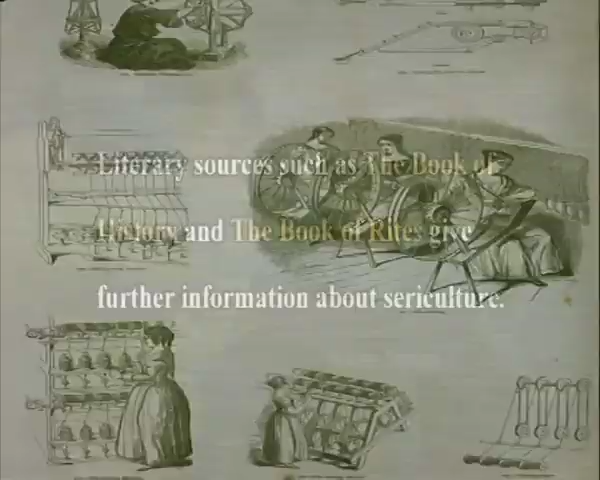 Literary sources such as The Book of
History and The Book of Rites give
further information about sericulture.